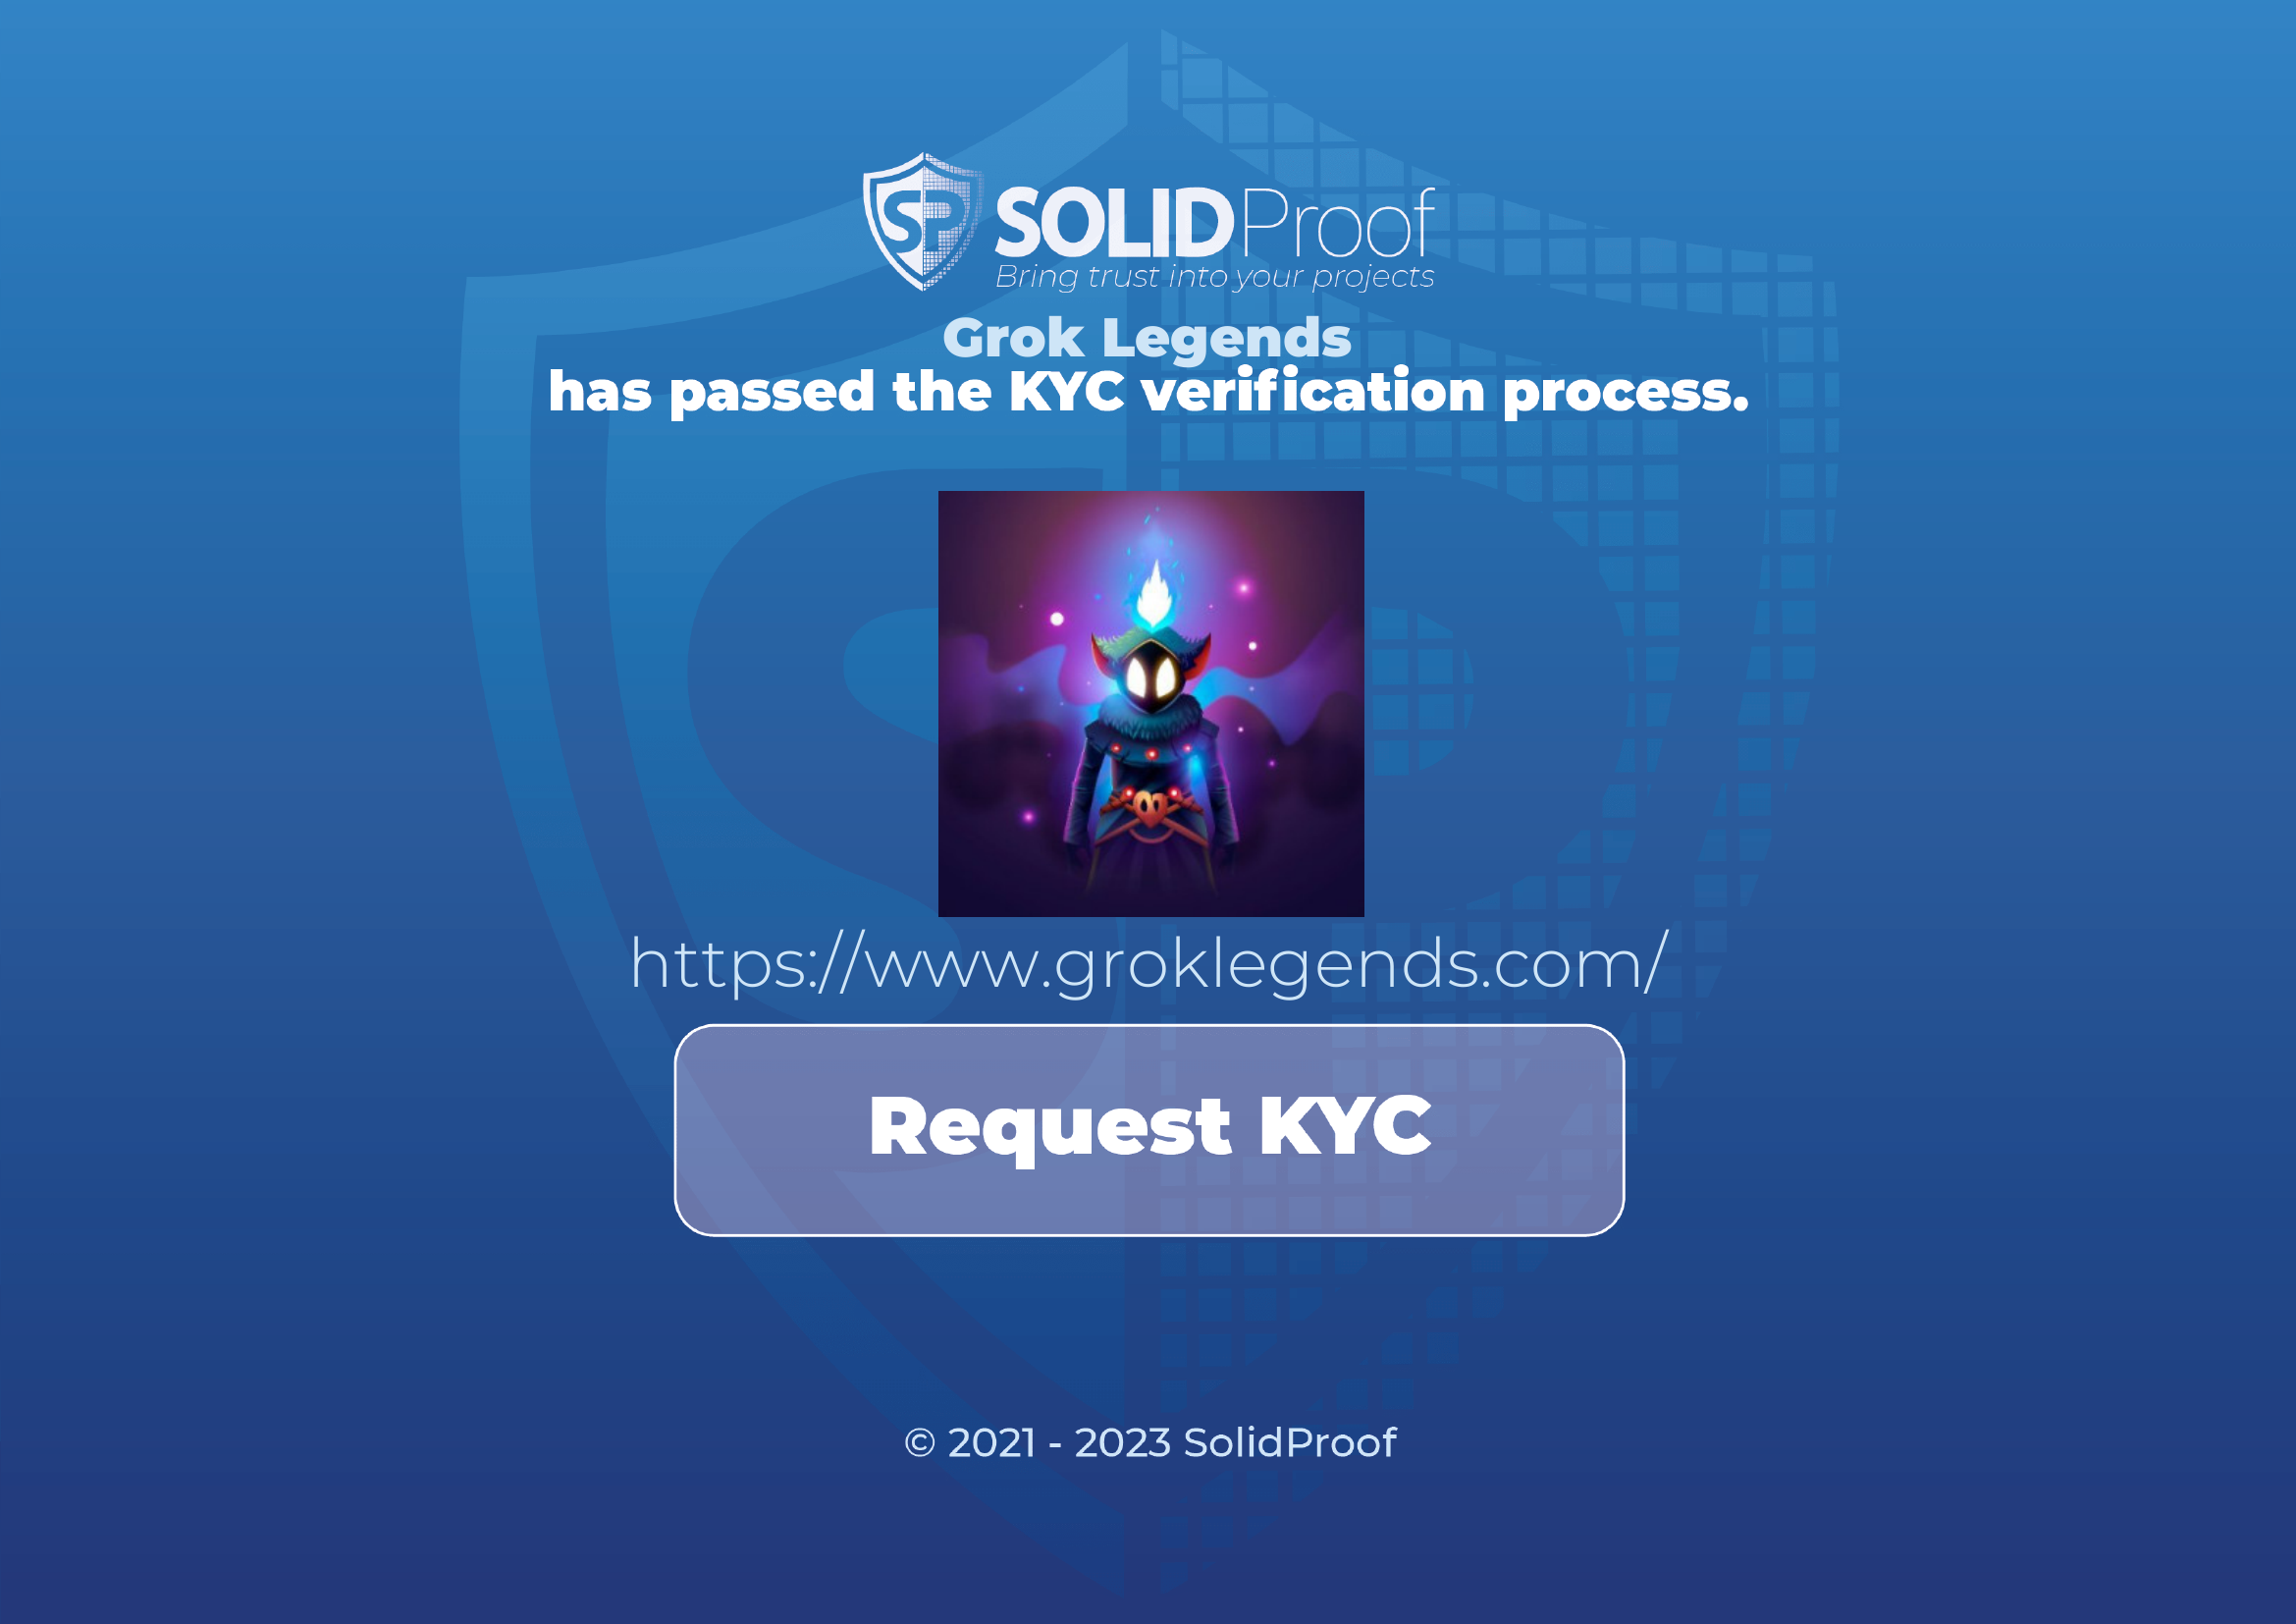 SP SOLIDProof
Bring trust into your projects
Grok Legends
has passed the KYC verification process.
https://www.groklegends.com/
Request KYC
© 2021 - 2023 SolidProof